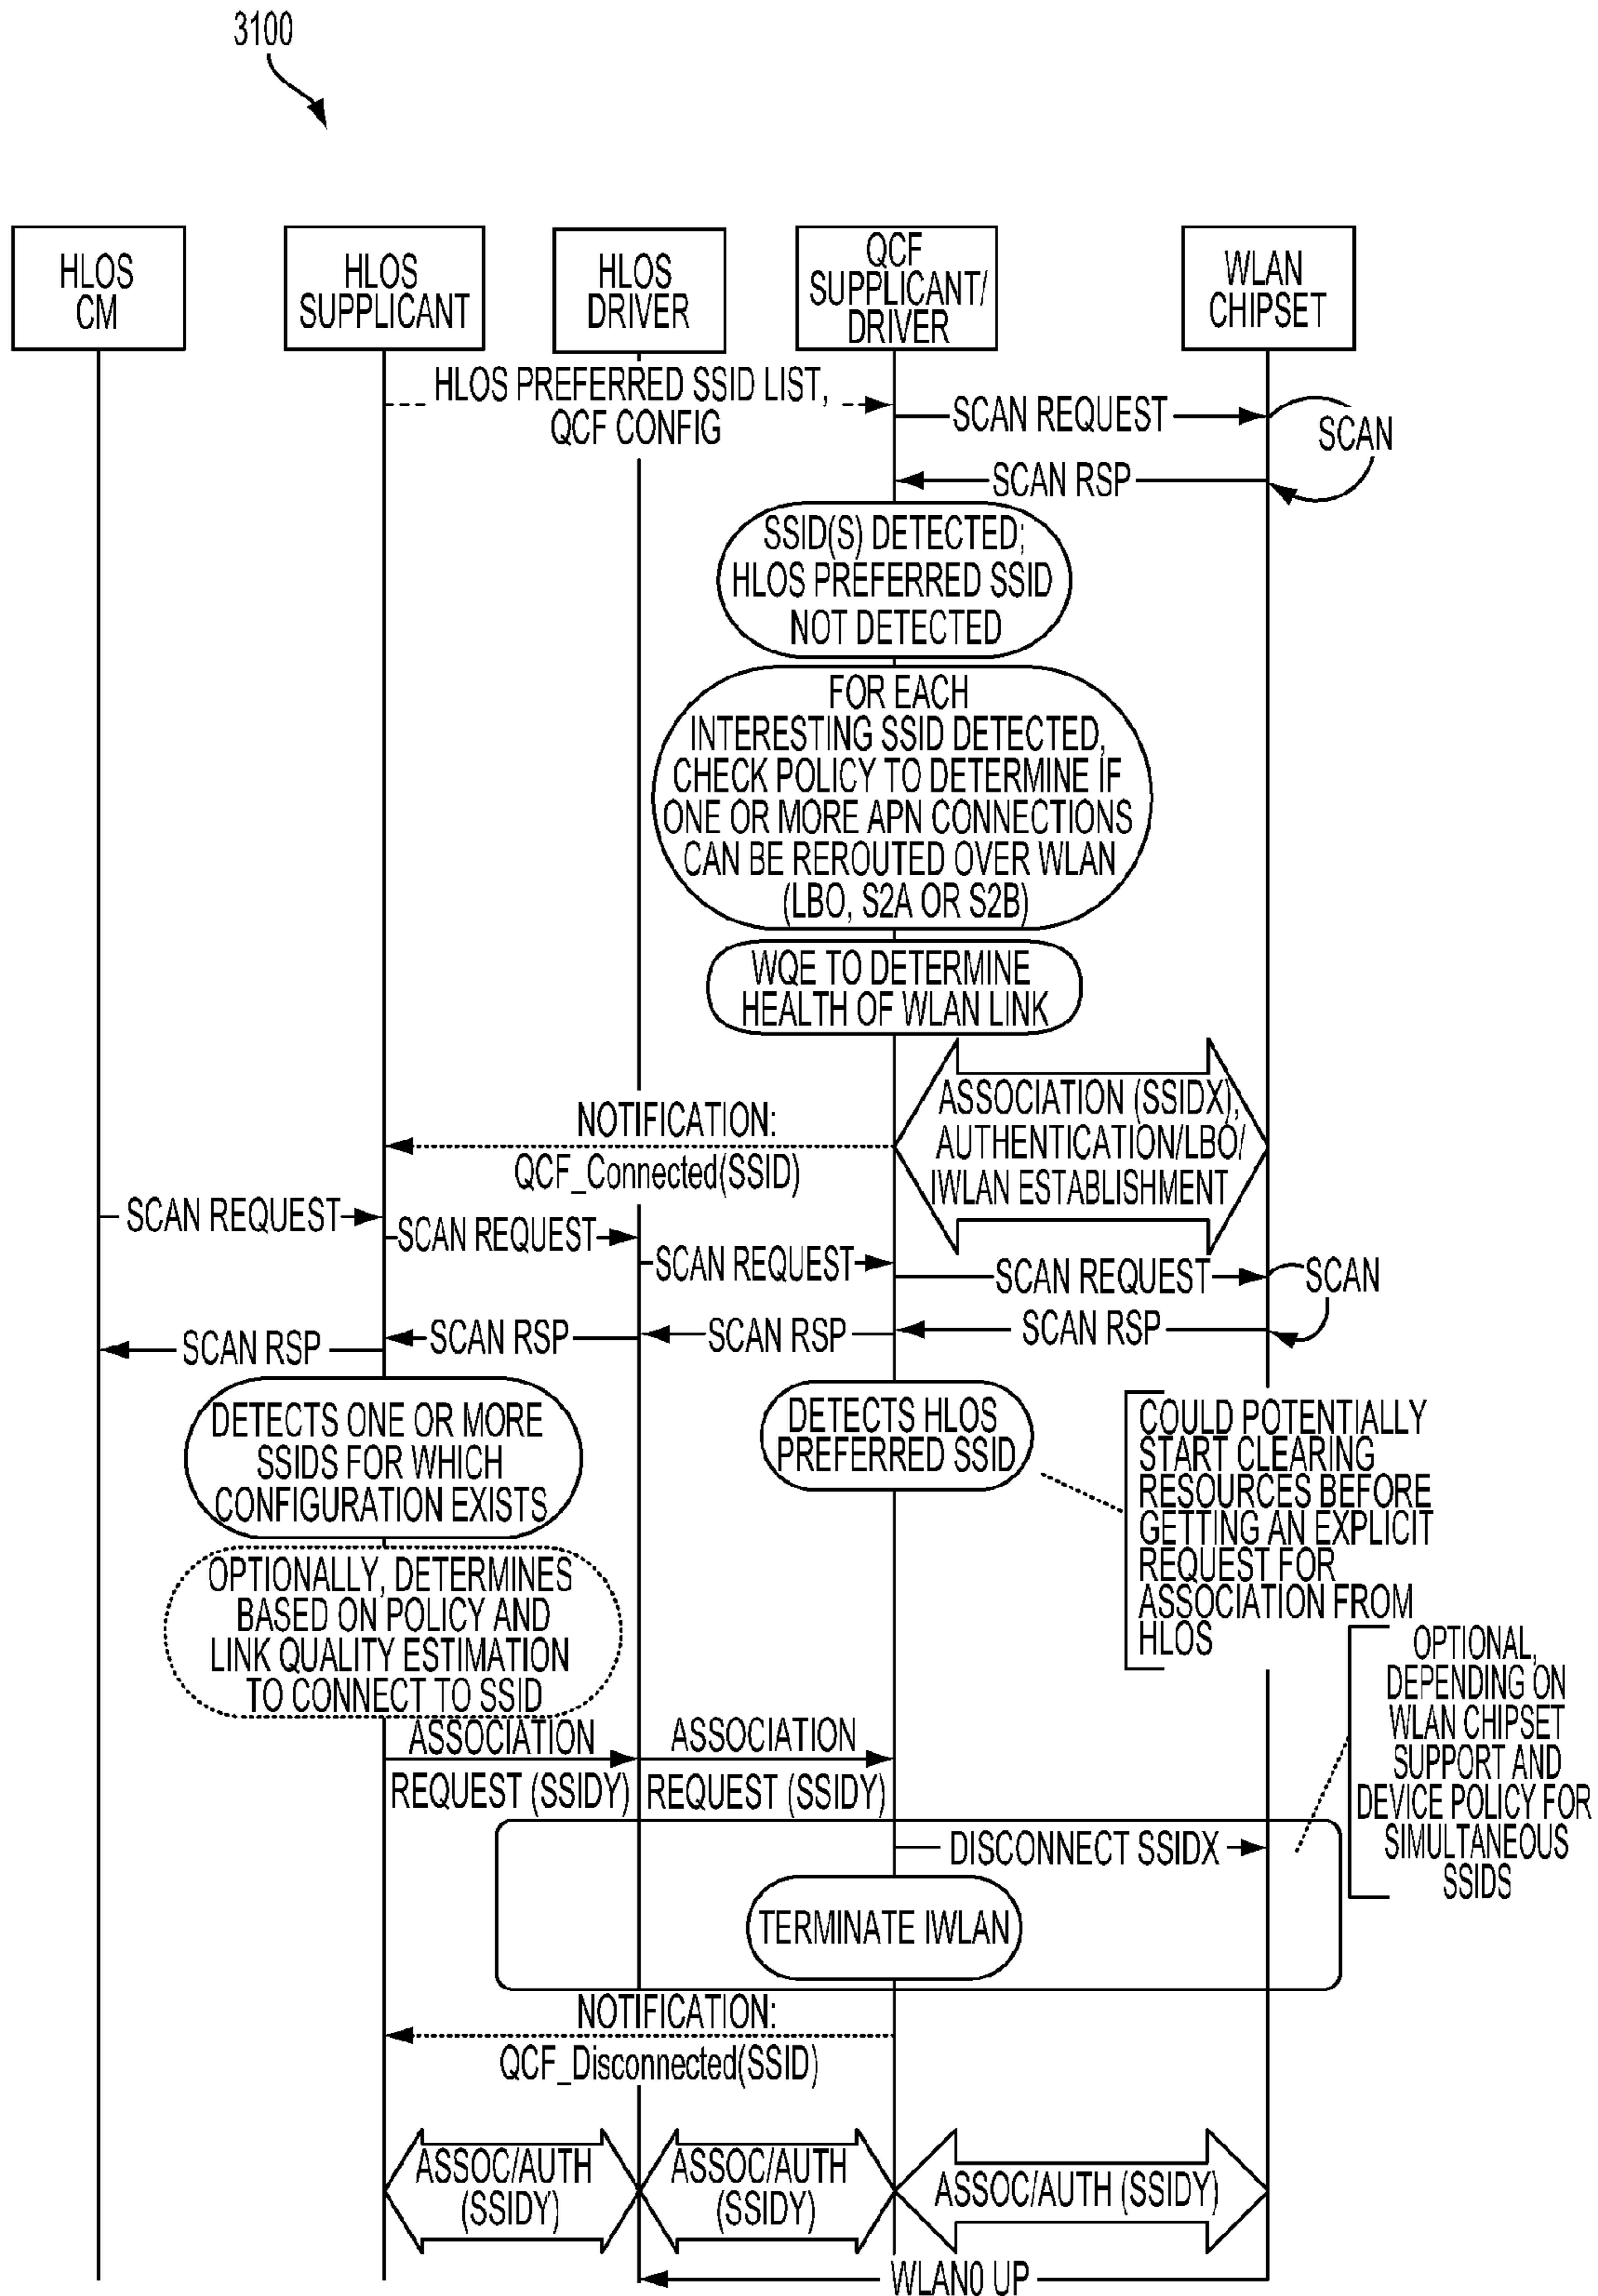 3100
HLOS
CM
HLOS
SUPPLICANT
HLOS
DRIVER
QCF
SUPPLICANT/
DRIVER
WLAN
CHIPSET
HLOS PREFERRED SSID LIST,
QCF CONFIG
SCAN REQUEST
SCAN
SCAN RSP
SSID(S) DETECTED;
HLOS PREFERRED SSID
NOT DETECTED
FOR EACH
INTERESTING SSID DETECTED,
CHECK POLICY TO DETERMINE IF
ONE OR MORE APN CONNECTIONS
CAN BE REROUTED OVER WLAN
(LBO, S2A OR S2B)
WQE TO DETERMINE
HEALTH OF WLAN LINK
ASSOCIATION (SSIDX),
AUTHENTICATION/LBO/
IWLAN ESTABLISHMENT
NOTIFICATION:
QCF_Connected(SSID)
SCAN REQUEST
SCAN REQUEST
SCAN REQUEST
SCAN REQUEST
SCAN
SCAN RSP
SCAN RSP
SCAN RSP
SCAN RSP
DETECTS ONE OR MORE
SSIDS FOR WHICH
CONFIGURATION EXISTS
DETECTS HLOS
PREFERRED SSID
COULD POTENTIALLY
START CLEARING
RESOURCES BEFORE
GETTING AN EXPLICIT
REQUEST FOR
ASSOCIATION FROM
HLOS
OPTIONALLY, DETERMINES
BASED ON POLICY AND
LINK QUALITY ESTIMATION
TO CONNECT TO SSID
OPTIONAL,
DEPENDING ON
WLAN CHIPSET
SUPPORT AND
DEVICE POLICY FOR
SIMULTANEOUS
SSIDS
ASSOCIATION
REQUEST (SSIDY)
ASSOCIATION
REQUEST (SSIDY)
DISCONNECT SSIDX
TERMINATE IWLAN
NOTIFICATION:
QCF_Disconnected(SSID)
ASSOC/AUTH
(SSIDY)
ASSOC/AUTH
(SSIDY)
ASSOC/AUTH (SSIDY)
WLAN0 UP